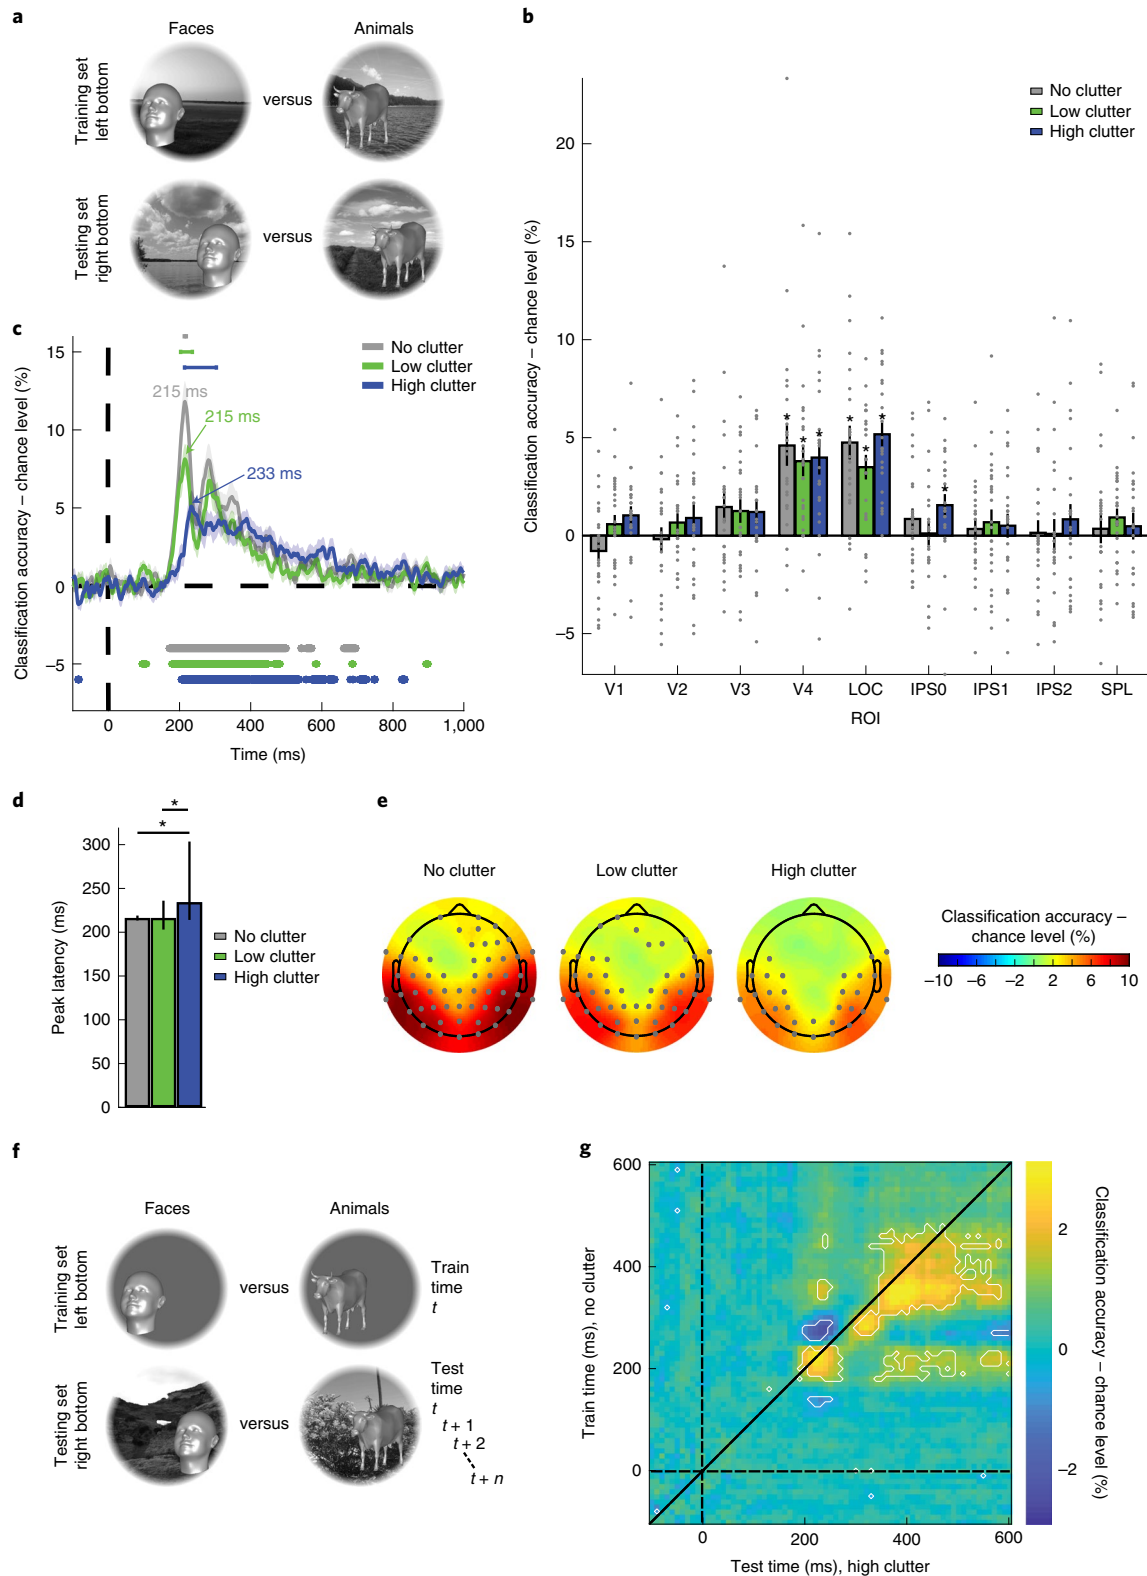 a
Faces
Animals
Training set
left bottom
versus
Testing set
right bottom
versus
b
Classification accuracy – chance level (%)
No clutter
Low clutter
High clutter
20
15
10
5
0
–5
* * * * * * *
V1 V2 V3 V4 LOC IPS0 IPS1 IPS2 SPL
ROI
c
Classification accuracy – chance level (%)
15
10
5
0
–5
No clutter
Low clutter
High clutter
215 ms
215 ms
233 ms
0 200 400 600 800 1,000
Time (ms)
d
Peak latency (ms)
300
250
200
150
100
50
0
*
*
No clutter
Low clutter
High clutter
e
No clutter
Low clutter
High clutter
Classification accuracy –
chance level (%)
–10 –6 –2 2 6 10
f
Faces
Animals
Training set
left bottom
versus
Train
time
t
Testing set
right bottom
versus
Test
time
t
t + 1
t + 2
t + n
g
Train time (ms), no clutter
600
400
200
0
0 200 400 600
Test time (ms), high clutter
2
0
–2
Classification accuracy – chance level (%)